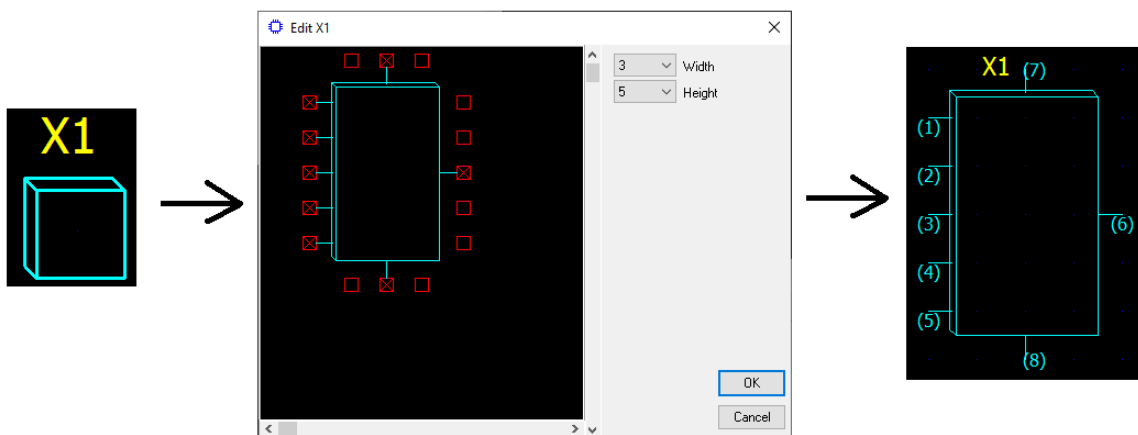 X1
Edit X1
3 Width
5 Height
OK
Cancel
X1 (7)
(1)
(2)
(3)
(6)
(4)
(5)
(8)